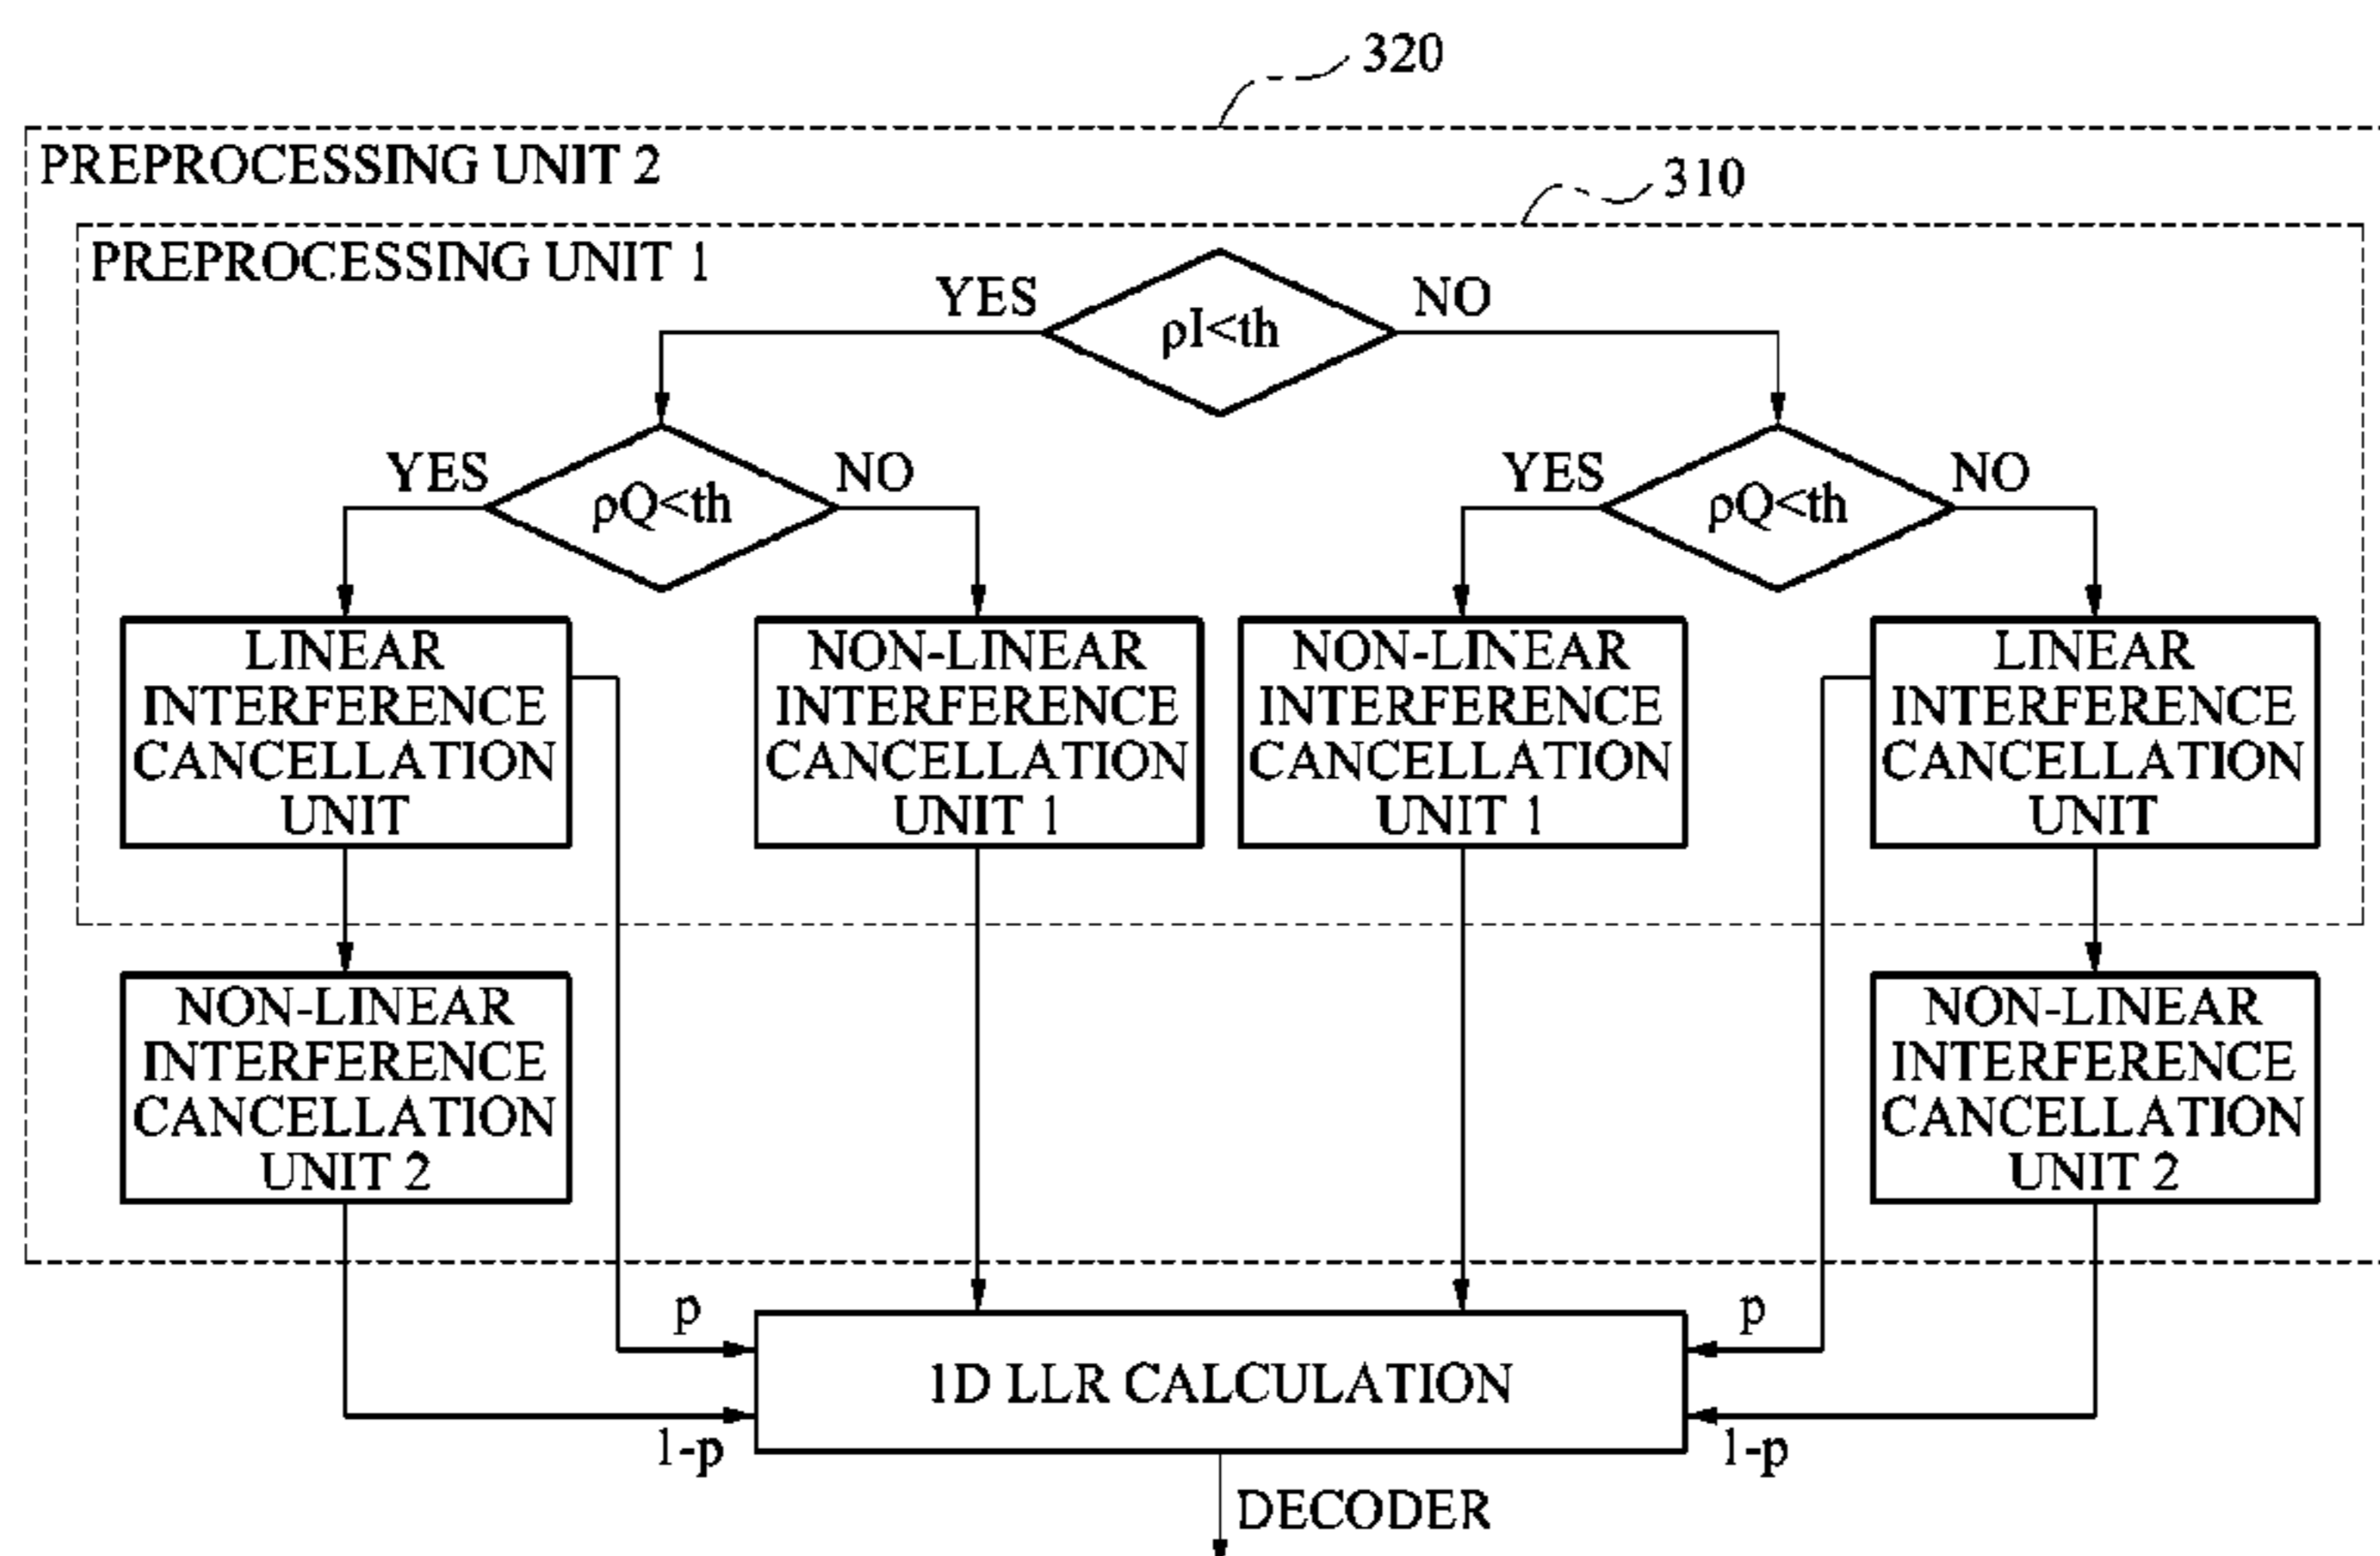 320
PREPROCESSING UNIT 2
310
PREPROCESSING UNIT 1
YES
NO
ρI<th
YES
NO
YES
NO
ρQ<th
ρQ<th
LINEAR
INTERFERENCE
CANCELLATION
UNIT
NON-LINEAR
INTERFERENCE
CANCELLATION
UNIT 1
NON-LINEAR
INTERFERENCE
CANCELLATION
UNIT 1
LINEAR
INTERFERENCE
CANCELLATION
UNIT
NON-LINEAR
INTERFERENCE
CANCELLATION
UNIT 2
NON-LINEAR
INTERFERENCE
CANCELLATION
UNIT 2
p
p
1D LLR CALCULATION
1-p
1-p
DECODER